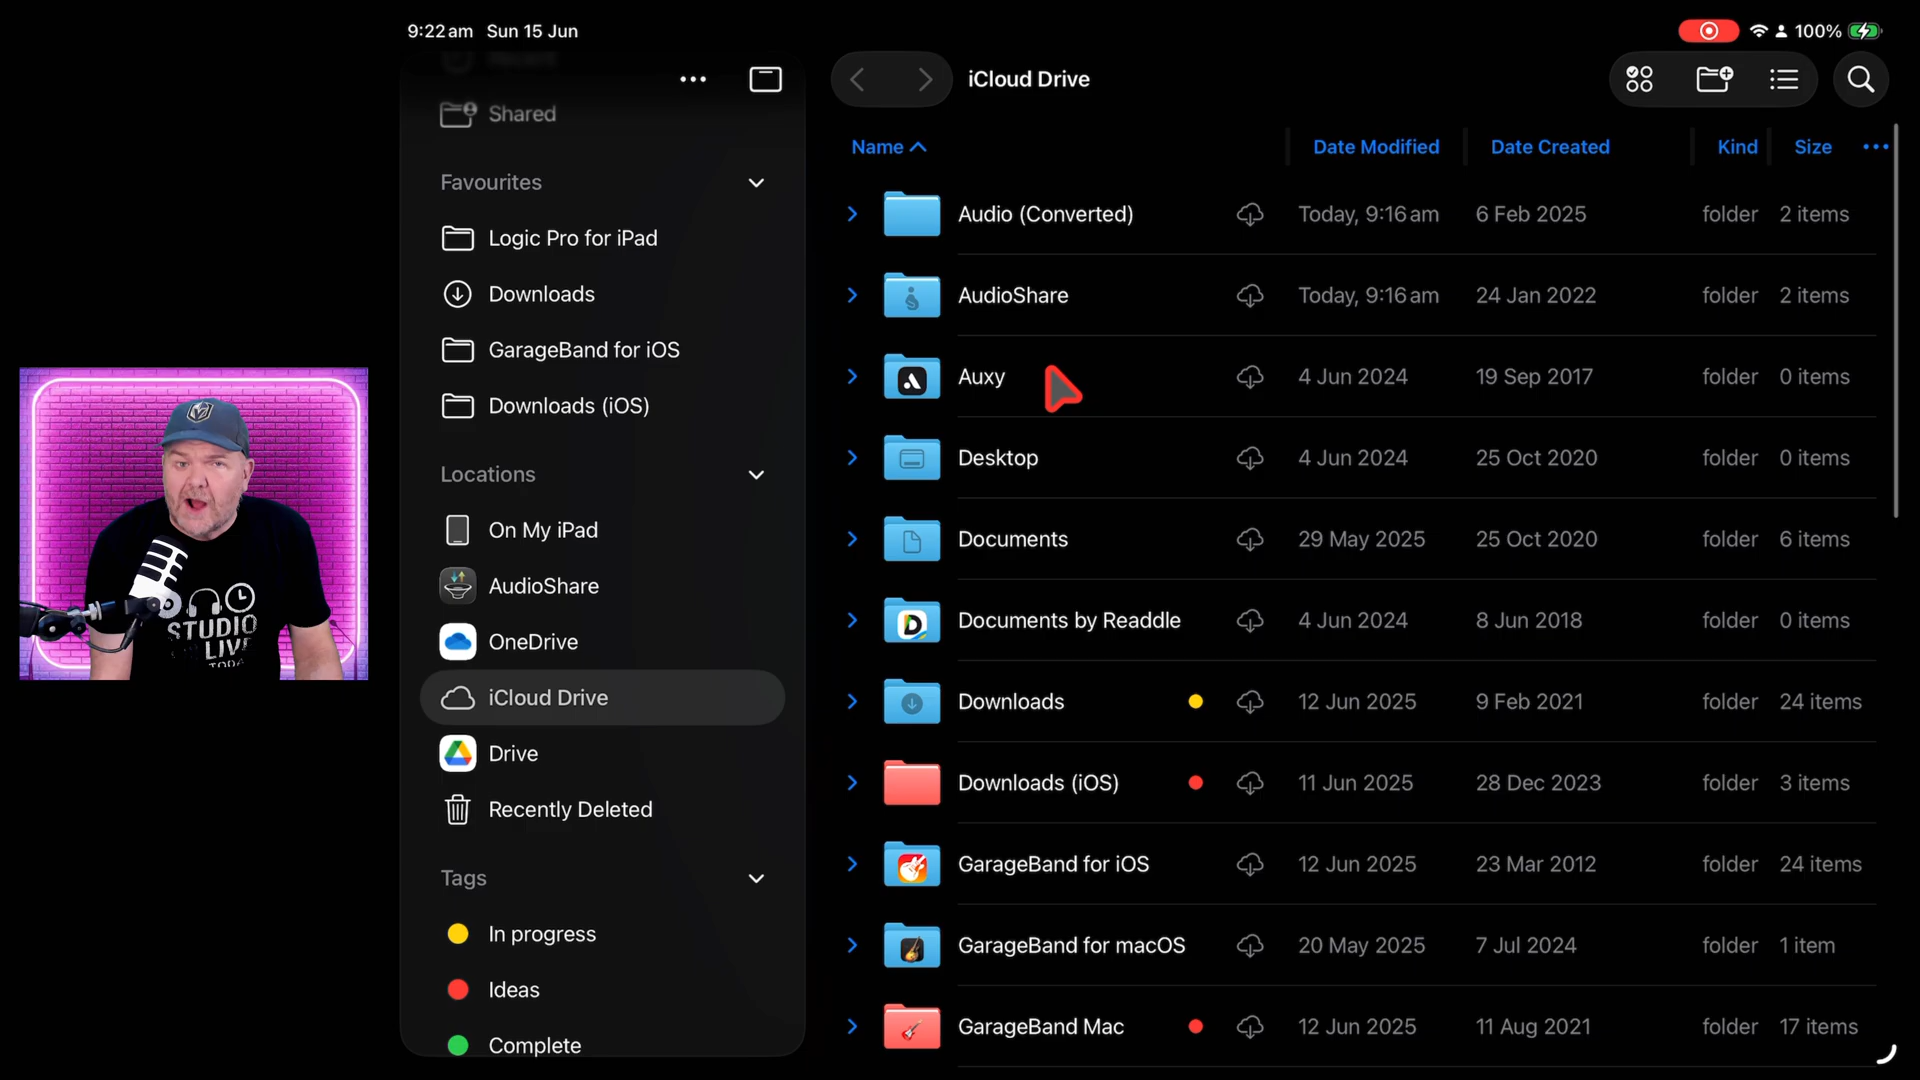 9:22 am Sun 15 Jun
100%
Shared
Favourites
Logic Pro for iPad
Downloads
GarageBand for iOS
Downloads (iOS)
Locations
On My iPad
AudioShare
OneDrive
iCloud Drive
Drive
Recently Deleted
Tags
In progress
Ideas
Complete
iCloud Drive
Name Date Modified Date Created Kind Size
Audio (Converted) Today, 9:16 am 6 Feb 2025 folder 2 items
AudioShare Today, 9:16 am 24 Jan 2022 folder 2 items
Auxy 4 Jun 2024 19 Sep 2017 folder 0 items
Desktop 4 Jun 2024 25 Oct 2020 folder 0 items
Documents 29 May 2025 25 Oct 2020 folder 6 items
Documents by Readdle 4 Jun 2024 8 Jun 2018 folder 0 items
Downloads 12 Jun 2025 9 Feb 2021 folder 24 items
Downloads (iOS) 11 Jun 2025 28 Dec 2023 folder 3 items
GarageBand for iOS 12 Jun 2025 23 Mar 2012 folder 24 items
GarageBand for macOS 20 May 2025 7 Jul 2024 folder 1 item
GarageBand Mac 12 Jun 2025 11 Aug 2021 folder 17 items
STUDIO
LIVE
TODAY